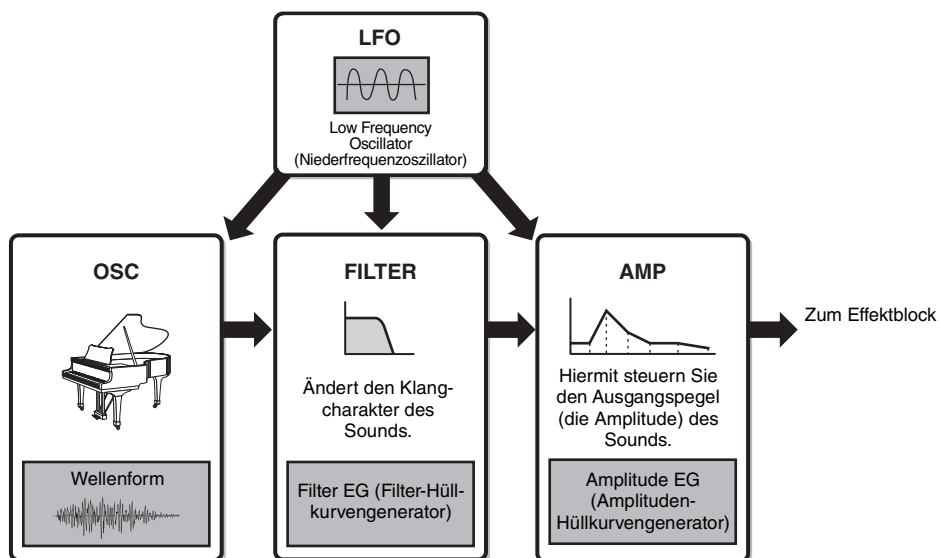 LFO
Low Frequency
Oscillator
(Niederfrequenzoszillator)
OSC
Wellenform
FILTER
Ändert den Klang-
charakter des
Sounds.
Filter EG (Filter-Hüll-
kurvengenerator)
AMP
Hiermit steuern Sie
den Ausgangspegel
(die Amplitude) des
Sounds.
Amplitude EG
(Amplituden-
Hüllkurvengenerator)
Zum Effektblock